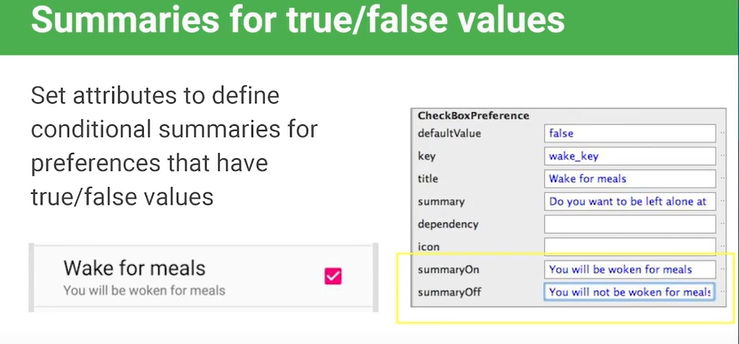 Summaries for true/false values
Set attributes to define
conditional summaries for
preferences that have
true/false values
Wake for meals
You will be woken for meals
CheckBoxPreference
defaultValue false
key wake_key
title Wake for meals
summary Do you want to be left alone at
dependency
icon
summaryOn You will be woken for meals
summaryOff You will not be woken for meals